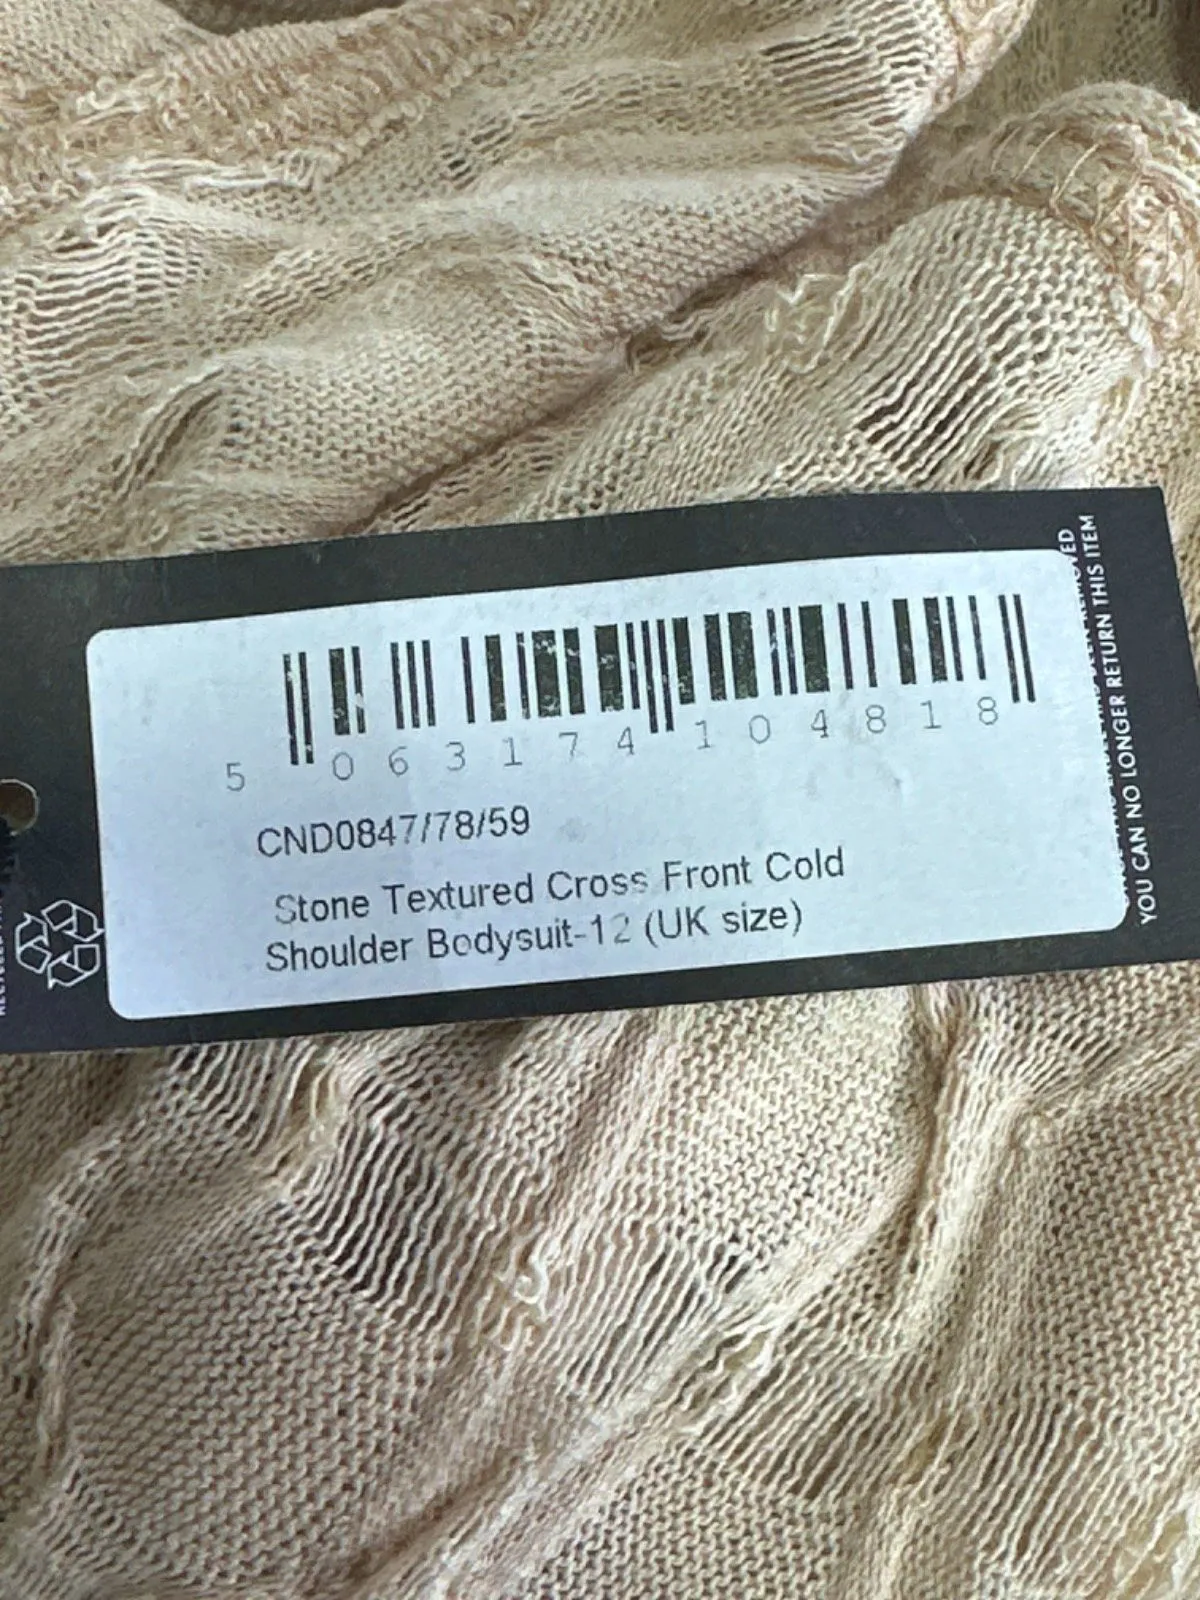 5 063174 104818
CND0847/78/59
Stone Textured Cross Front Cold
Shoulder Bodysuit-12 (UK size)
YOU CAN NO LONGER RETURN THIS ITEM